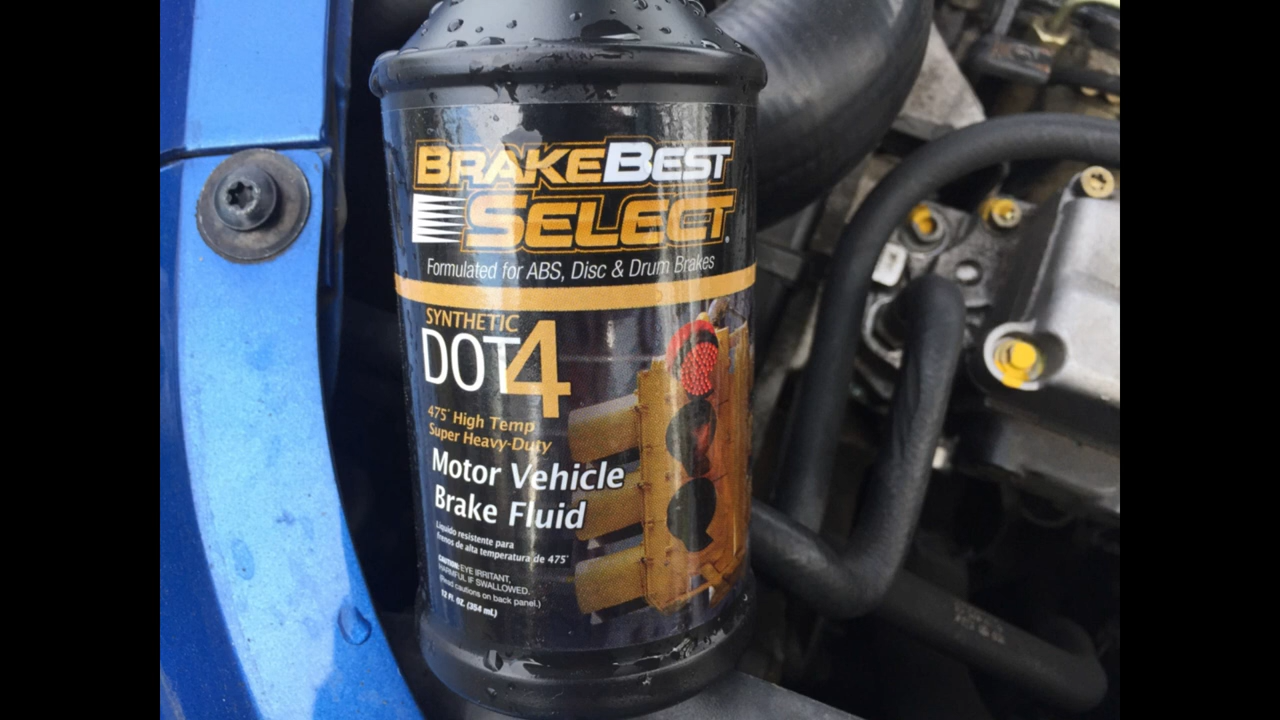 BRAKEBEST
SELECT
Formulated for ABS, Disc & Drum Brakes
SYNTHETIC
DOT4
475° High Temp
Super Heavy-Duty
Motor Vehicle
Brake Fluid
Líquido resistente para
frenos de alta temperatura de 475°
CAUTION: EYE IRRITANT,
HARMFUL IF SWALLOWED.
(Read cautions on back panel.)
12 FL. OZ. (354 mL)